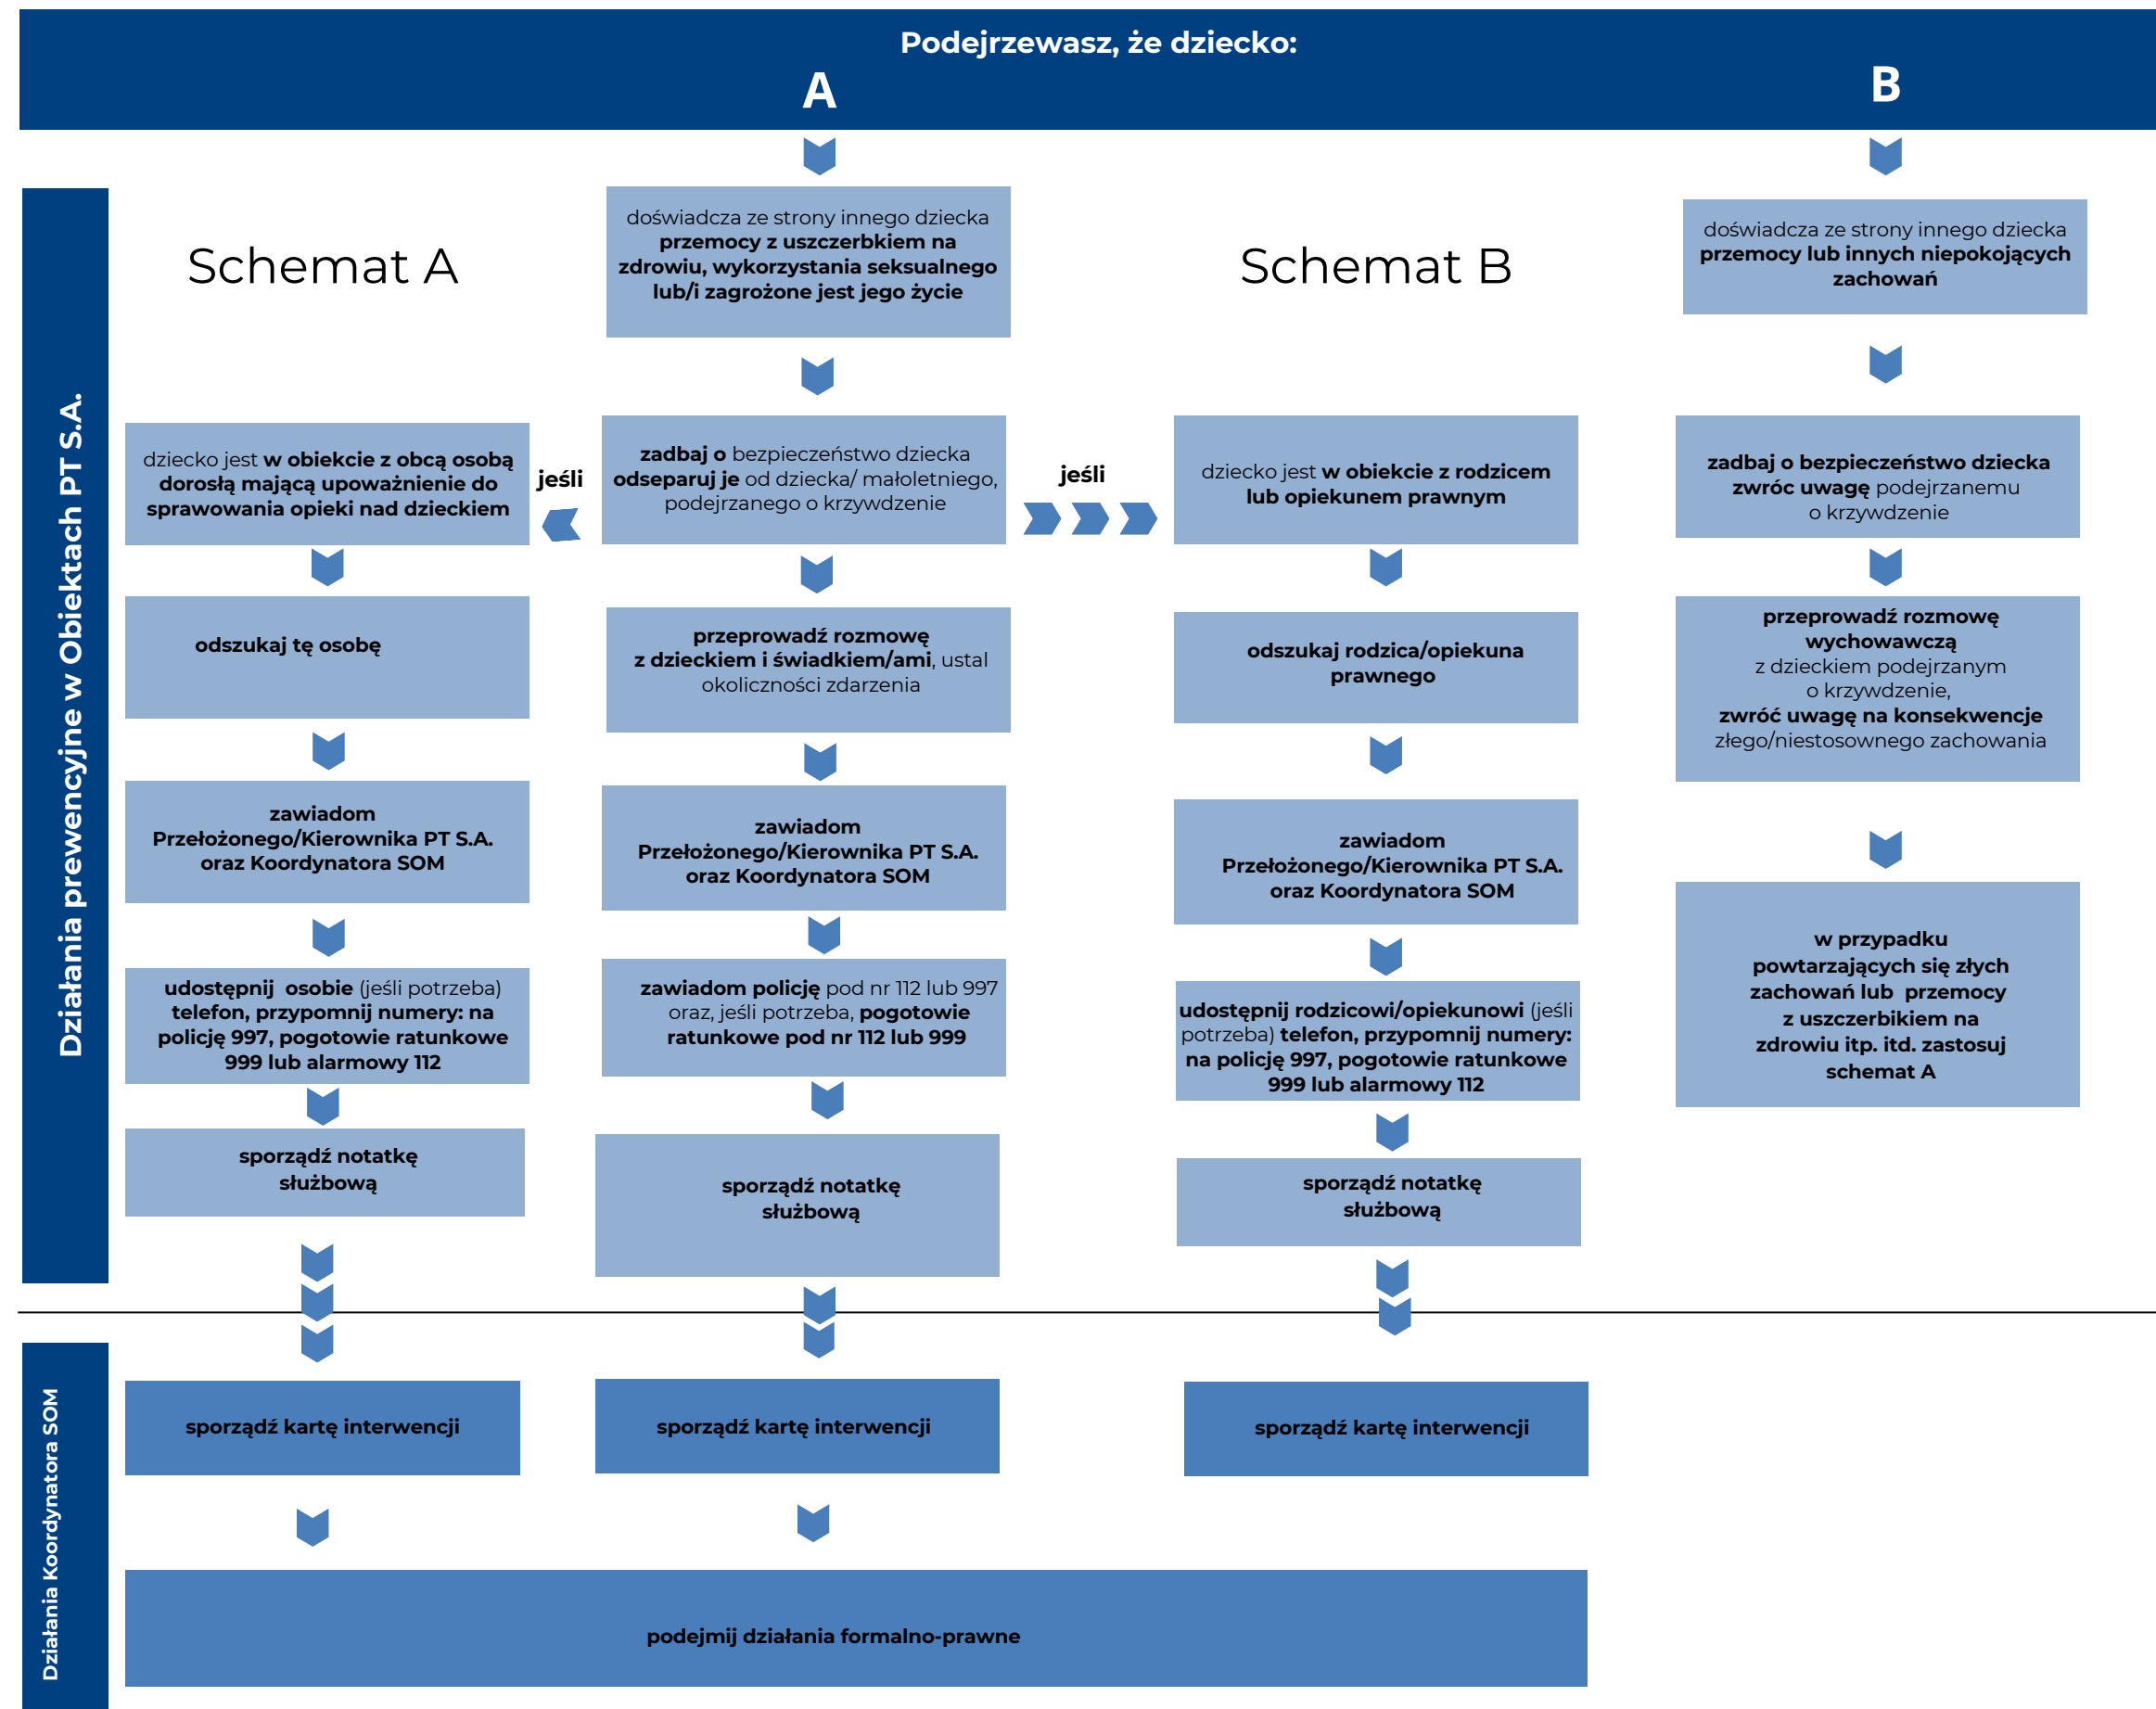 Podejrzewasz, że dziecko:
A
B
Działania prewencyjne w Obiektach PT S.A.
Schemat A
doświadcza ze strony innego dziecka
przemocy z uszczerbkiem na
zdrowiu, wykorzystania seksualnego
lub/i zagrożone jest jego życie
Schemat B
doświadcza ze strony innego dziecka
przemocy lub innych niepokojących
zachowań
dziecko jest w obiekcie z obcą osobą
dorosłą mającą upoważnienie do
sprawowania opieki nad dzieckiem
jeśli
zadbaj o bezpieczeństwo dziecka
odseparuj je od dziecka/ małoletniego,
podejrzanego o krzywdzenie
jeśli
dziecko jest w obiekcie z rodzicem
lub opiekunem prawnym
zadbaj o bezpieczeństwo dziecka
zwróc uwagę podejrzanemu
o krzywdzenie
odszukaj tę osobę
przeprowadź rozmowę
z dzieckiem i świadkiem/ami, ustal
okoliczności zdarzenia
odszukaj rodzica/opiekuna
prawnego
przeprowadź rozmowę
wychowawczą
z dzieckiem podejrzanym
o krzywdzenie,
zwróć uwagę na konsekwencje
złego/niestosownego zachowania
zawiadom
Przełożonego/Kierownika PT S.A.
oraz Koordynatora SOM
zawiadom
Przełożonego/Kierownika PT S.A.
oraz Koordynatora SOM
zawiadom
Przełożonego/Kierownika PT S.A.
oraz Koordynatora SOM
w przypadku
powtarzających się złych
zachowań lub przemocy
z uszczerbikiem na
zdrowiu itp. itd. zastosuj
schemat A
udostępnij osobie (jeśli potrzeba)
telefon, przypomnij numery: na
policję 997, pogotowie ratunkowe
999 lub alarmowy 112
zawiadom policję pod nr 112 lub 997
oraz, jeśli potrzeba, pogotowie
ratunkowe pod nr 112 lub 999
udostępnij rodzicowi/opiekunowi (jeśli
potrzeba) telefon, przypomnij numery:
na policję 997, pogotowie ratunkowe
999 lub alarmowy 112
sporządź notatkę
służbową
sporządź notatkę
służbową
sporządź notatkę
służbową
Działania Koordynatora SOM
sporządź kartę interwencji
sporządź kartę interwencji
sporządź kartę interwencji
podejmij działania formalno-prawne